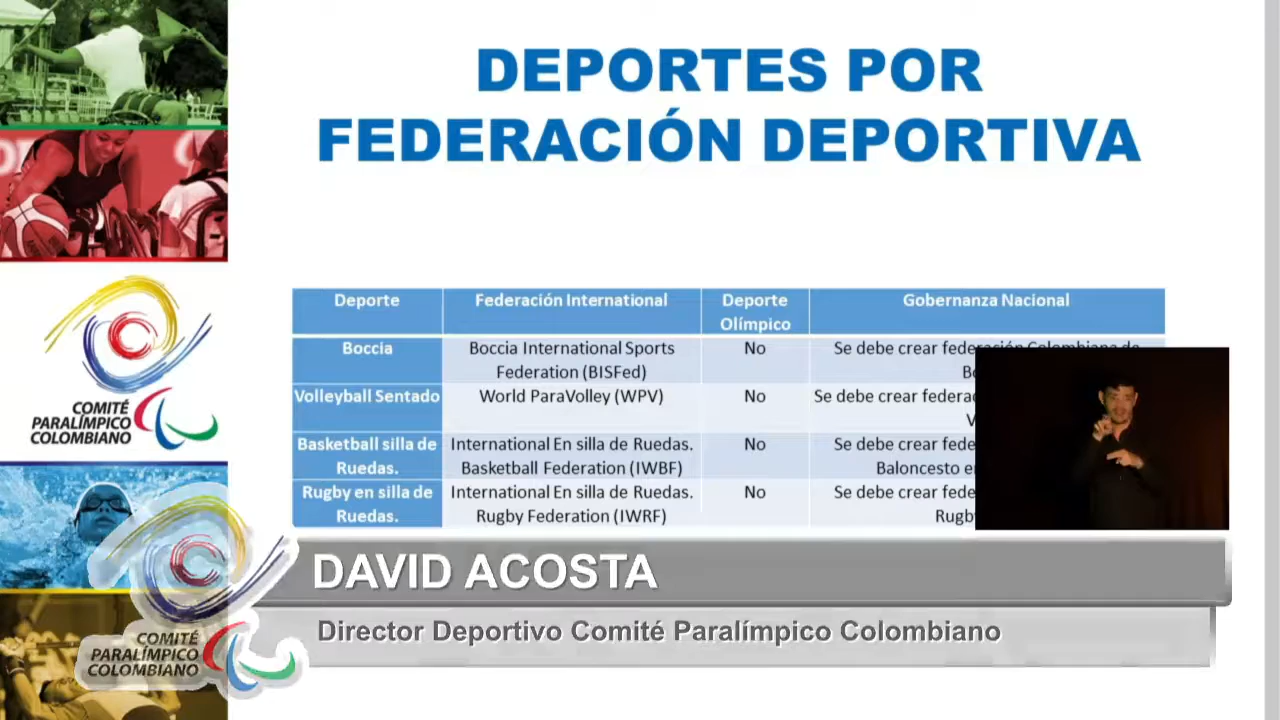 DEPORTES POR
FEDERACIÓN DEPORTIVA
Deporte
Federación International
Deporte
Olímpico
Gobernanza Nacional
Boccia
Boccia International Sports
Federation (BISFed)
No
Se debe crear federación Colombiana de
Volleyball Sentado
World ParaVolley (WPV)
No
Se debe crear
Basketball silla de
Ruedas.
International En silla de Ruedas.
Basketball Federation (IWBF)
No
Se debe crear
Baloncesto
Rugby en silla de
Ruedas.
International En silla de Ruedas.
Rugby Federation (IWRF)
No
Se debe crear
COMITÉ
PARALÍMPICO
COLOMBIANO
DAVID ACOSTA
Director Deportivo Comité Paralímpico Colombiano
COMITÉ
PARALÍMPICO
COLOMBIANO